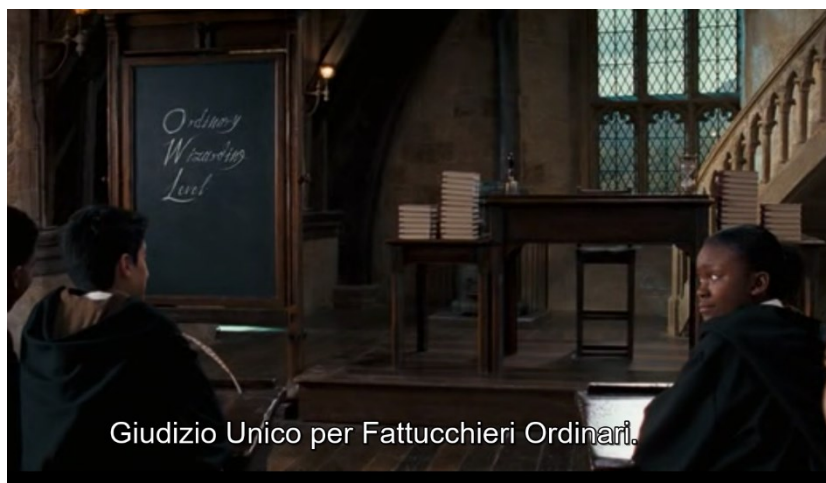 Ordinary
Wizarding
Level
Giudizio Unico per Fattucchieri Ordinari.